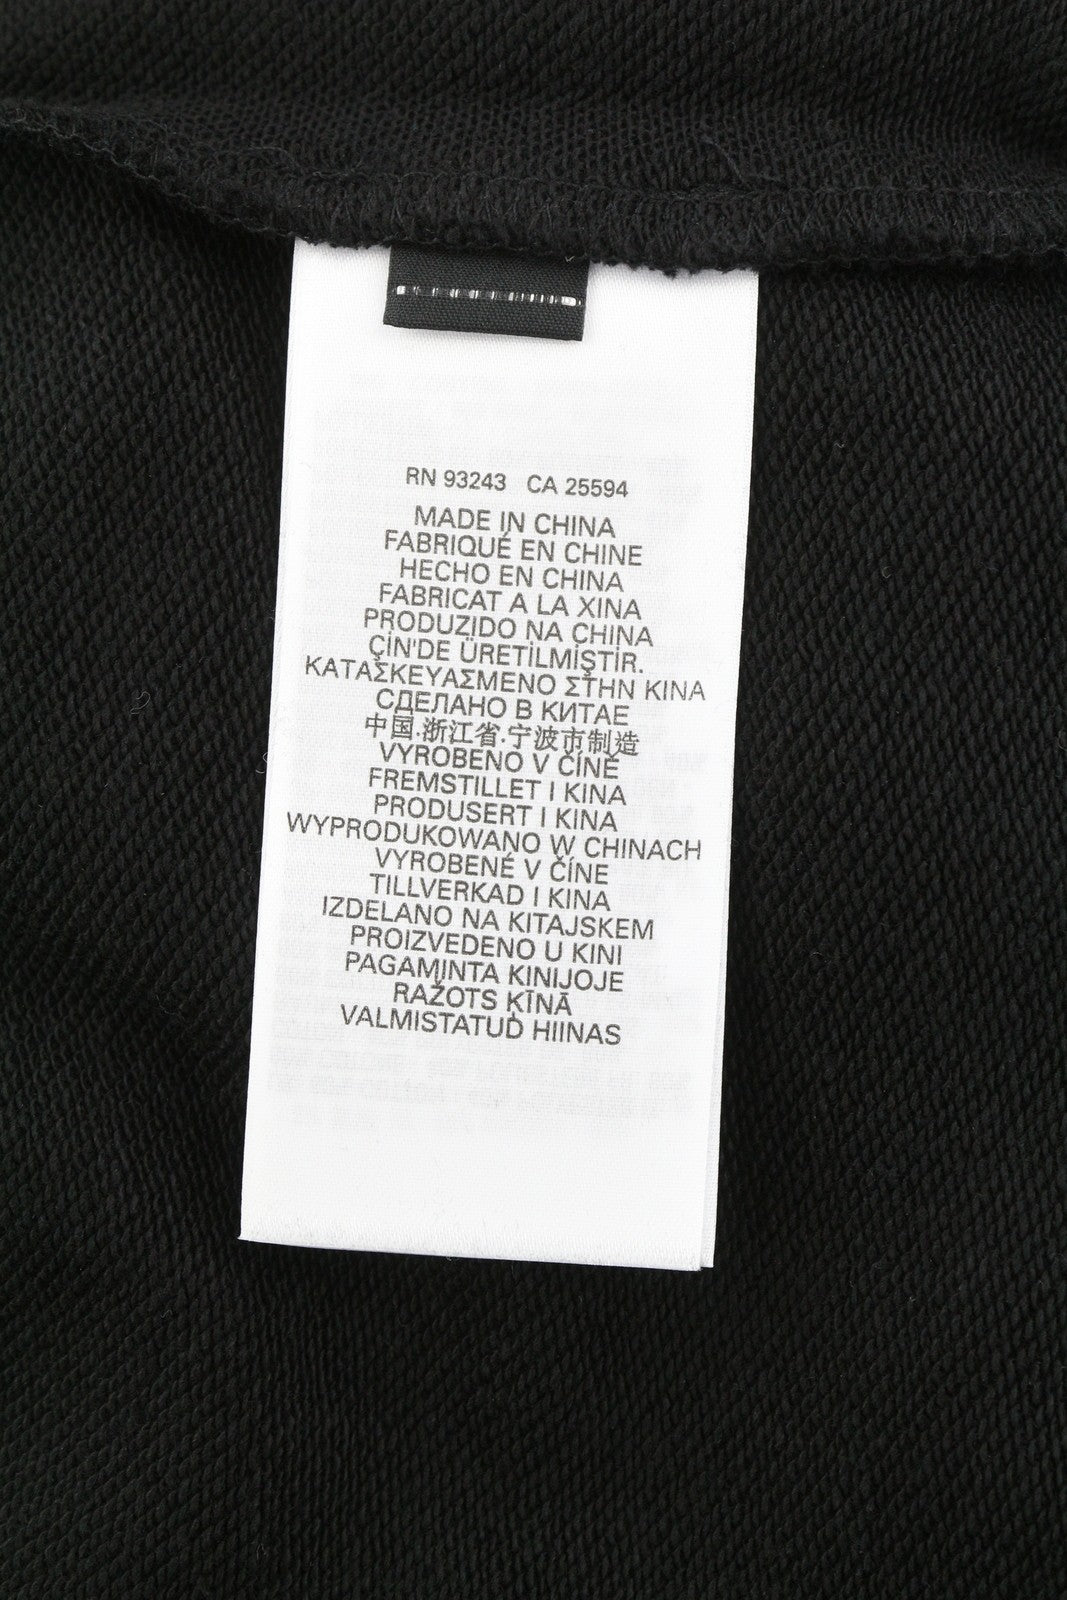 RN 93243 CA 25594
MADE IN CHINA
FABRIQUÉ EN CHINE
HECHO EN CHINA
FABRICAT A LA XINA
PRODUZIDO NA CHINA
ÇİN'DE ÜRETİLMİŞTİR.
ΚΑΤΑΣΚΕΥΑΣΜΕΝΟ ΣΤΗΝ ΚΙΝΑ
СДЕЛАНО В КИТАЕ
中国.浙江省.宁波市制造
VYROBENO V ČÍNĚ
FREMSTILLET I KINA
PRODUSERT I KINA
WYPRODUKOWANO W CHINACH
VYROBENÉ V ČÍNE
TILLVERKAD I KINA
IZDELANO NA KITAJSKEM
PROIZVEDENO U KINI
PAGAMINTA KINIJOJE
RAŽOTS ĶĪNĀ
VALMISTATUD HIINAS